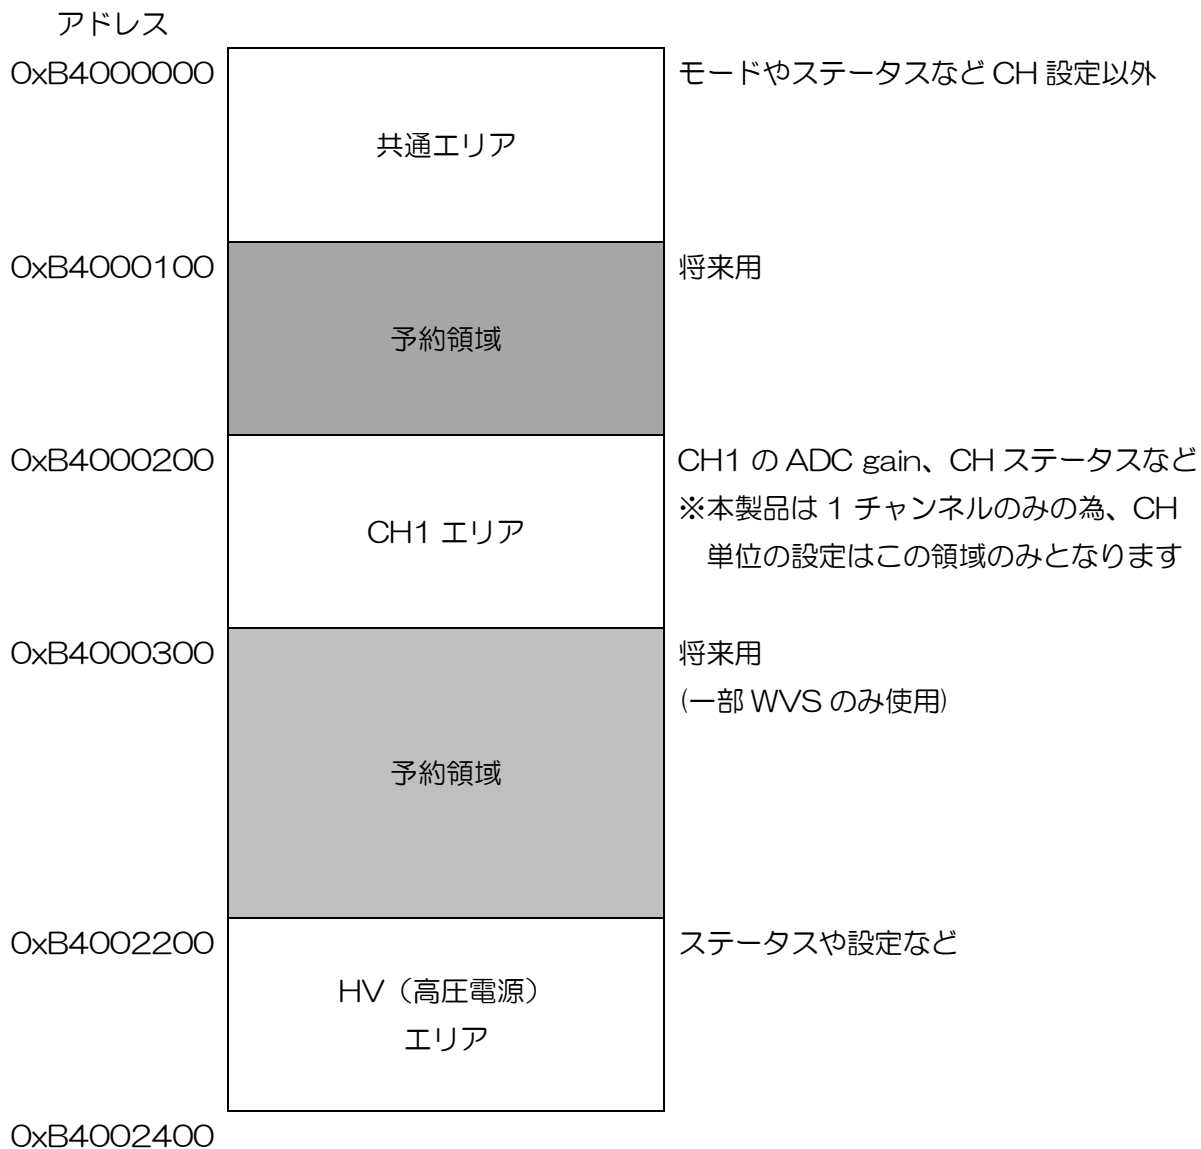 アドレス
0xB4000000
モードやステータスなど CH 設定以外
共通エリア
0xB4000100
将来用
予約領域
0xB4000200
CH1 の ADC gain、CH ステータスなど
※本製品は 1 チャンネルのみの為、CH
単位の設定はこの領域のみとなります
CH1 エリア
0xB4000300
将来用
(一部 WVS のみ使用)
予約領域
0xB4002200
ステータスや設定など
HV（高圧電源）
エリア
0xB4002400